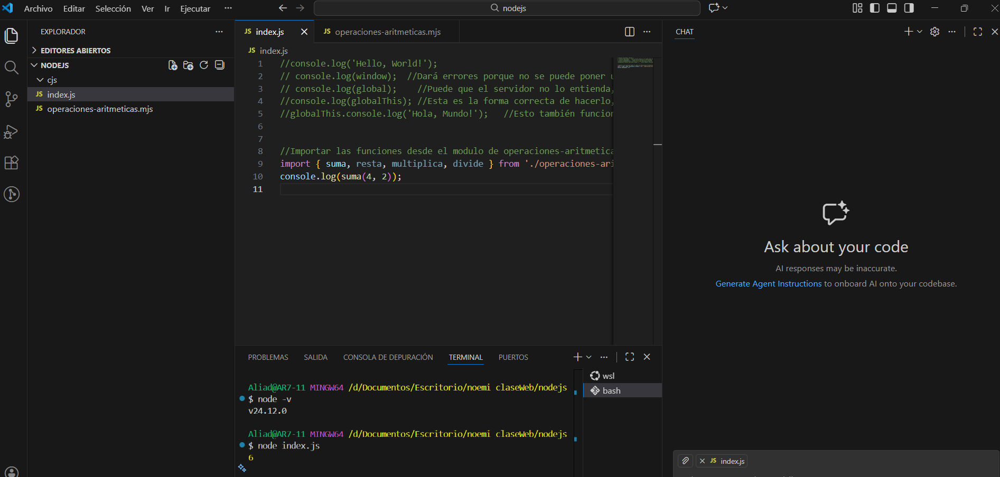 Archivo Editar Selección Ver Ir Ejecutar ··· nodejs
EXPLORADOR
EDITORES ABIERTOS
NODEJS
cjs
JS index.js
JS operaciones-aritmeticas.mjs
JS index.js JS operaciones-aritmeticas.mjs
JS index.js
1 //console.log('Hello, World!');
2 // console.log(window);  //Dará errores porque no se puede poner
3 // console.log(global);    //Puede que el servidor no lo entienda,
4 //console.log(globalThis); //Esta es la forma correcta de hacerlo,
5 //globalThis.console.log('Hola, Mundo!');   //Esto también
6
7
8 //Importar las funciones desde el modulo de
9 import { suma, resta, multiplica, divide } from
10 console.log(suma(4, 2));
11
PROBLEMAS SALIDA CONSOLA DE DEPURACIÓN TERMINAL PUERTOS
Aliad@AR7-11 MINGW64 /d/Documentos/Escritorio/noemi claseWeb/nodejs
$ node -v
v24.12.0
Aliad@AR7-11 MINGW64 /d/Documentos/Escritorio/noemi claseWeb/nodejs
$ node index.js
6
wsl
bash
CHAT
Ask about your code
AI responses may be inaccurate.
Generate Agent Instructions to onboard AI onto your codebase.
JS index.js